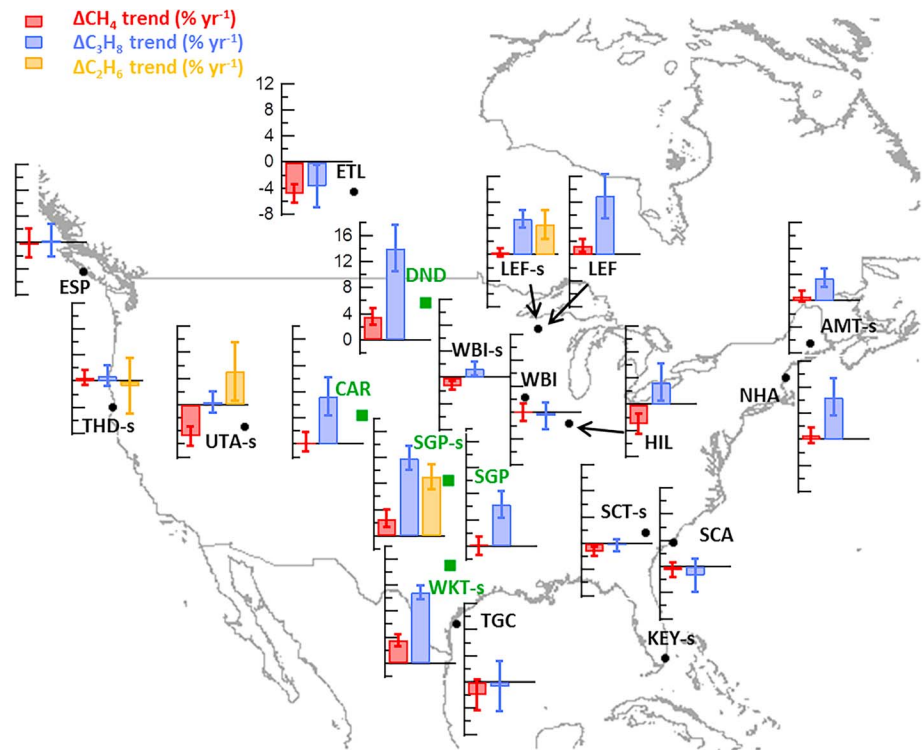 ΔCH₄ trend (% yr⁻¹)
ΔC₃H₈ trend (% yr⁻¹)
ΔC₂H₆ trend (% yr⁻¹)
12
8
4
0
-4
-8
ETL
ESP
16
12
8
4
0
DND
LEF-s
LEF
AMT-s
THD-s
UTA-s
CAR
WBI-s
WBI
HIL
NHA
SGP-s
SGP
SCT-s
SCA
WKT-s
TGC
KEY-s